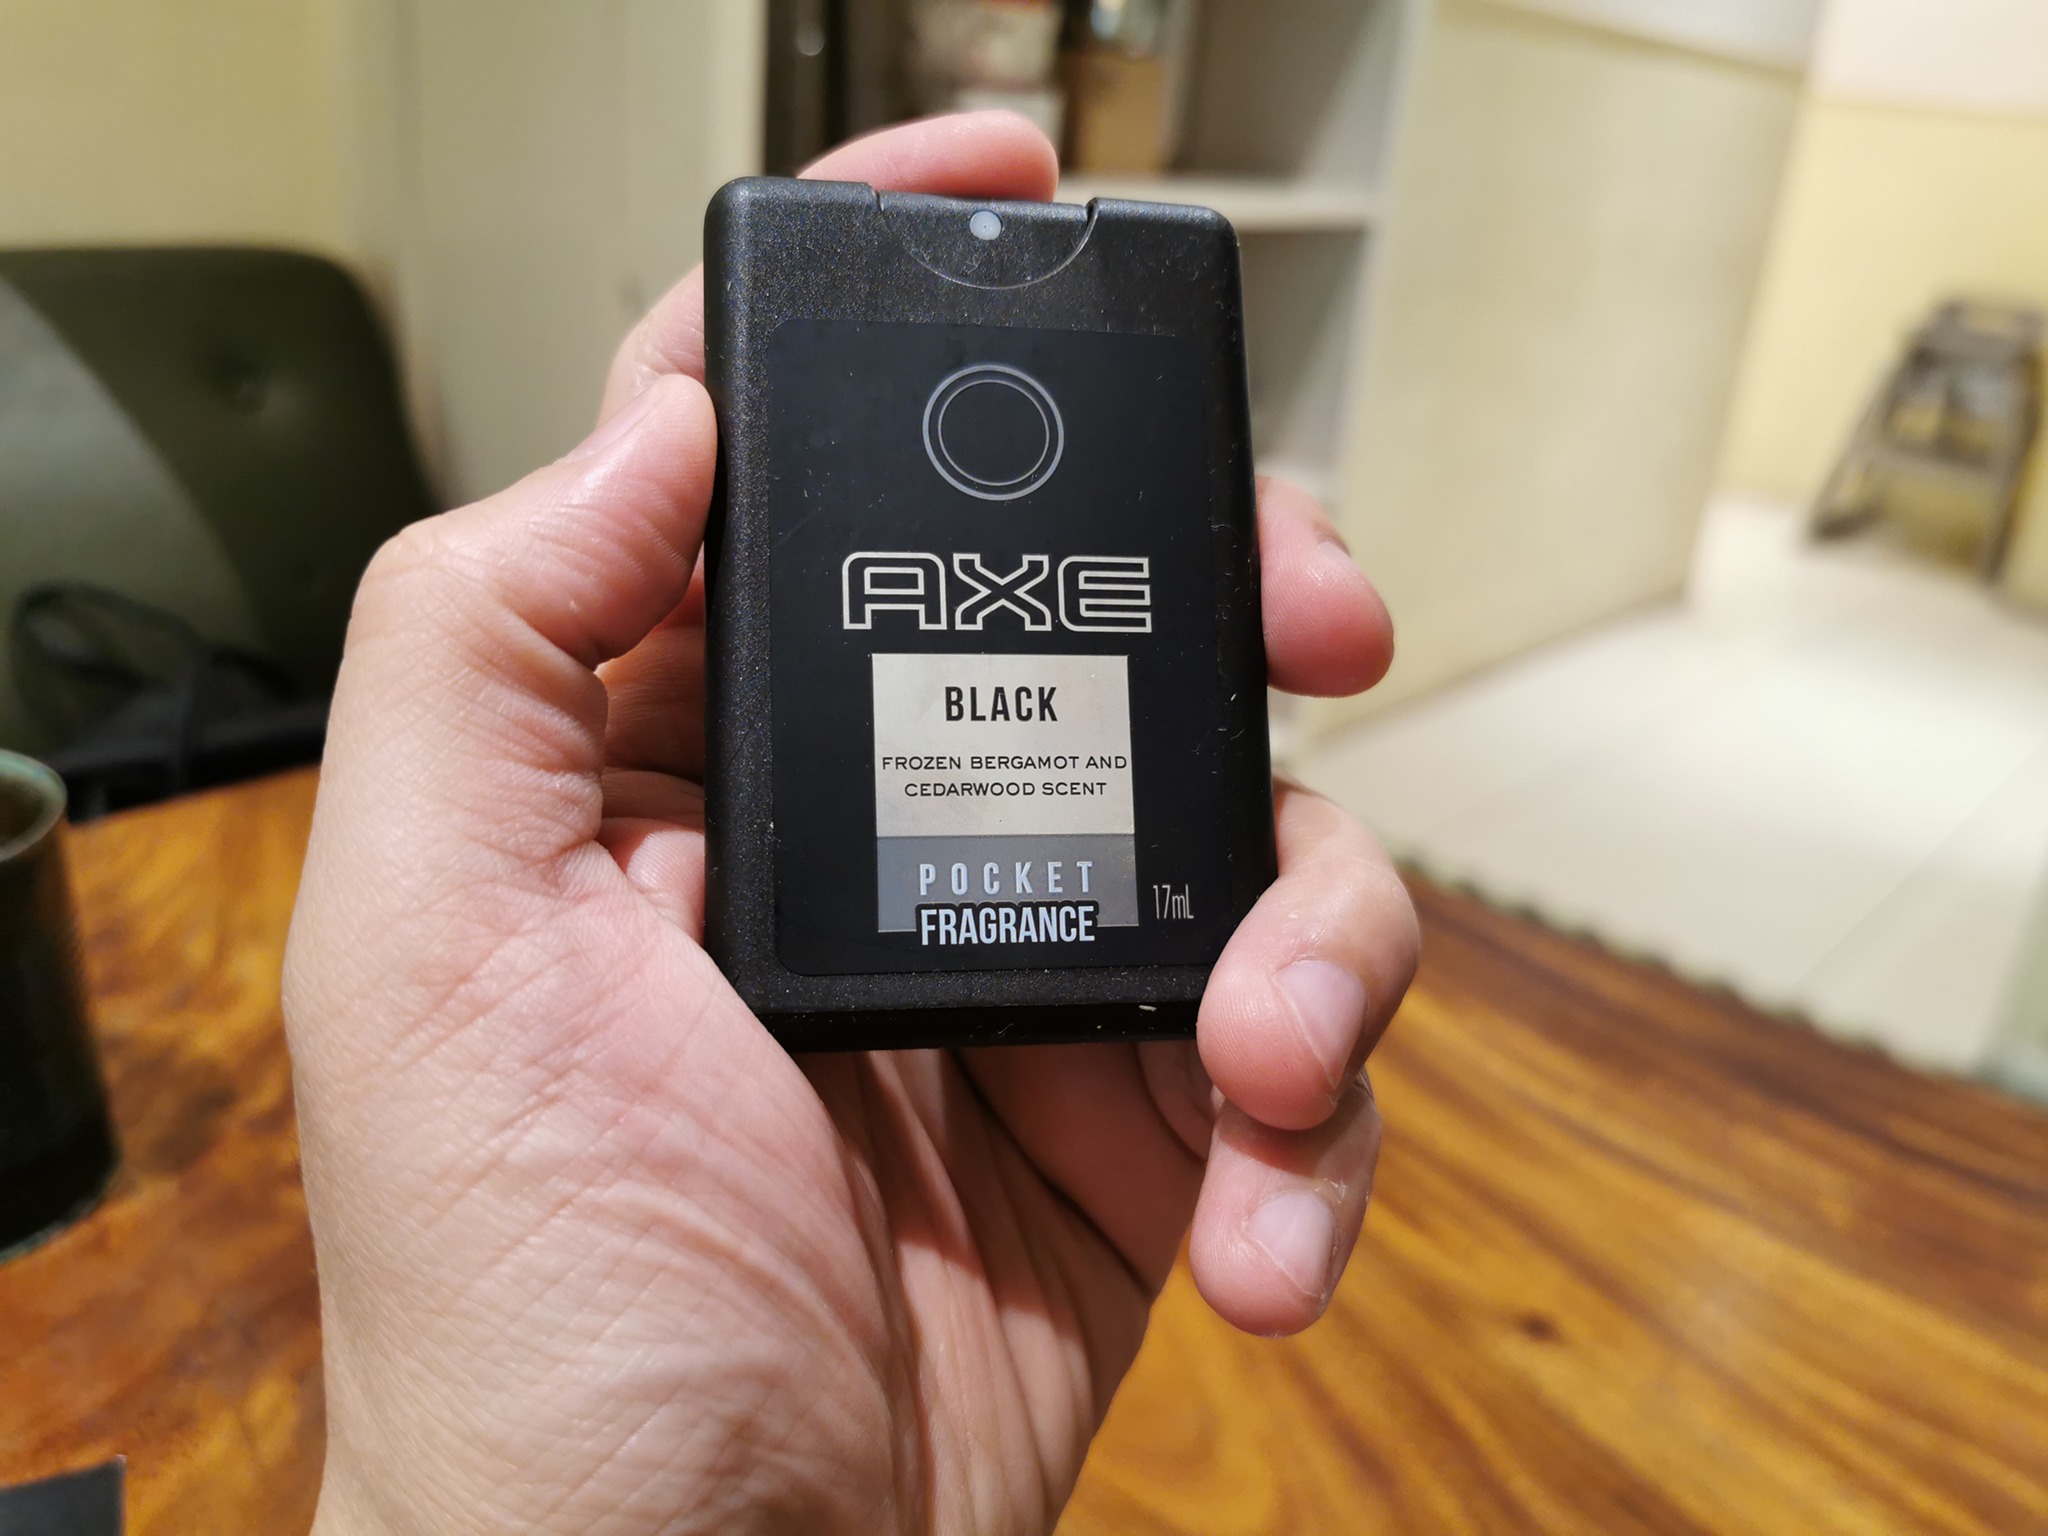 AXE
BLACK
FROZEN BERGAMOT AND
CEDARWOOD SCENT
POCKET
FRAGRANCE
17mL